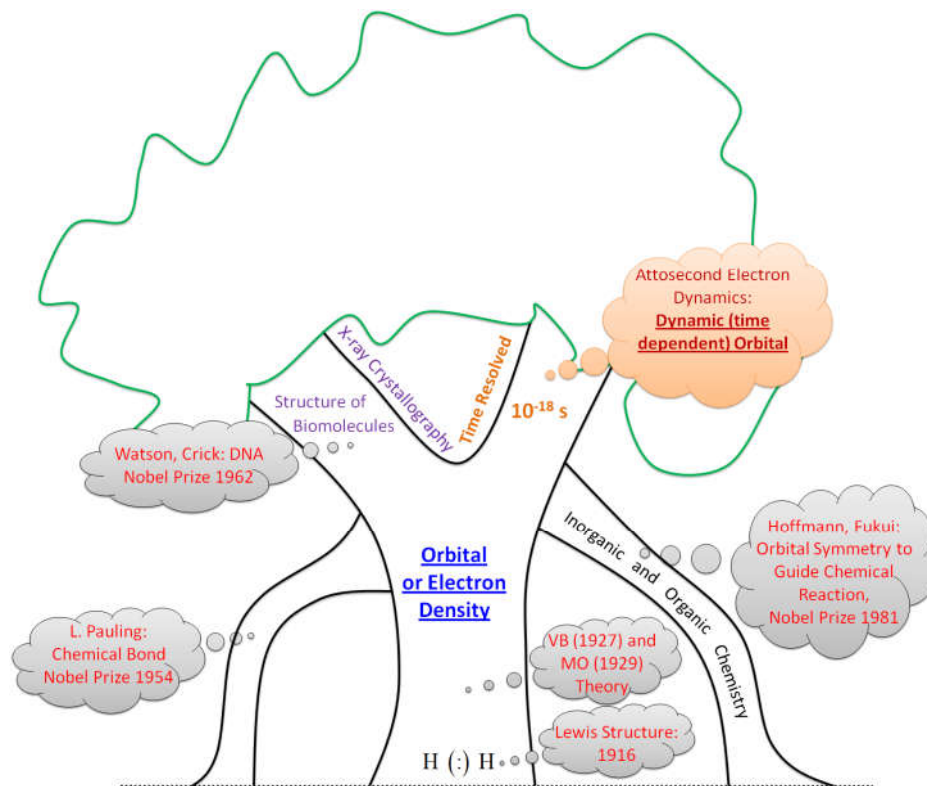 Attosecond Electron
Dynamics:
Dynamic (time
dependent) Orbital
X-ray Crystallography
Time Resolved
10⁻¹⁸ s
Structure of
Biomolecules
Watson, Crick: DNA
Nobel Prize 1962
Inorganic and Organic Chemistry
Hoffmann, Fukui:
Orbital Symmetry to
Guide Chemical
Reaction,
Nobel Prize 1981
Orbital
or Electron
Density
L. Pauling:
Chemical Bond
Nobel Prize 1954
VB (1927) and
MO (1929)
Theory
Lewis Structure:
1916
H (:) H